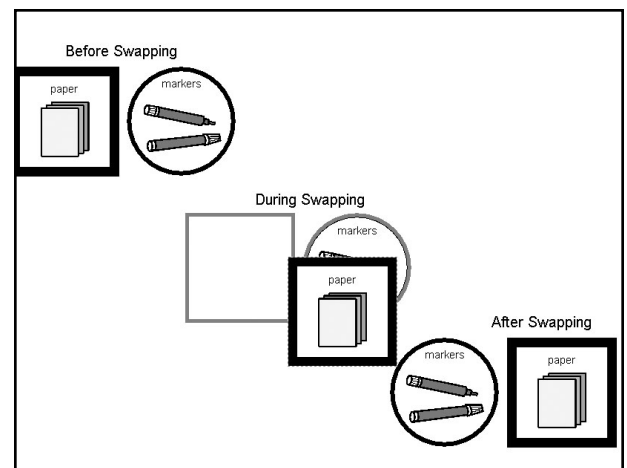 Before Swapping
paper
markers
During Swapping
markers
paper
After Swapping
markers
paper